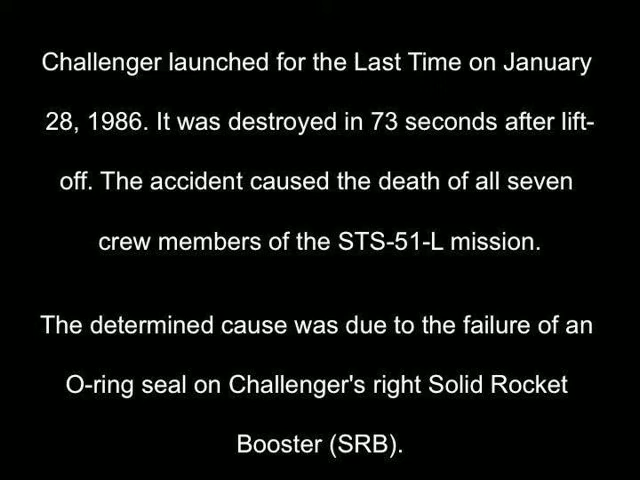 Challenger launched for the Last Time on January
28, 1986. It was destroyed in 73 seconds after lift-
off. The accident caused the death of all seven
crew members of the STS-51-L mission.
The determined cause was due to the failure of an
O-ring seal on Challenger's right Solid Rocket
Booster (SRB).